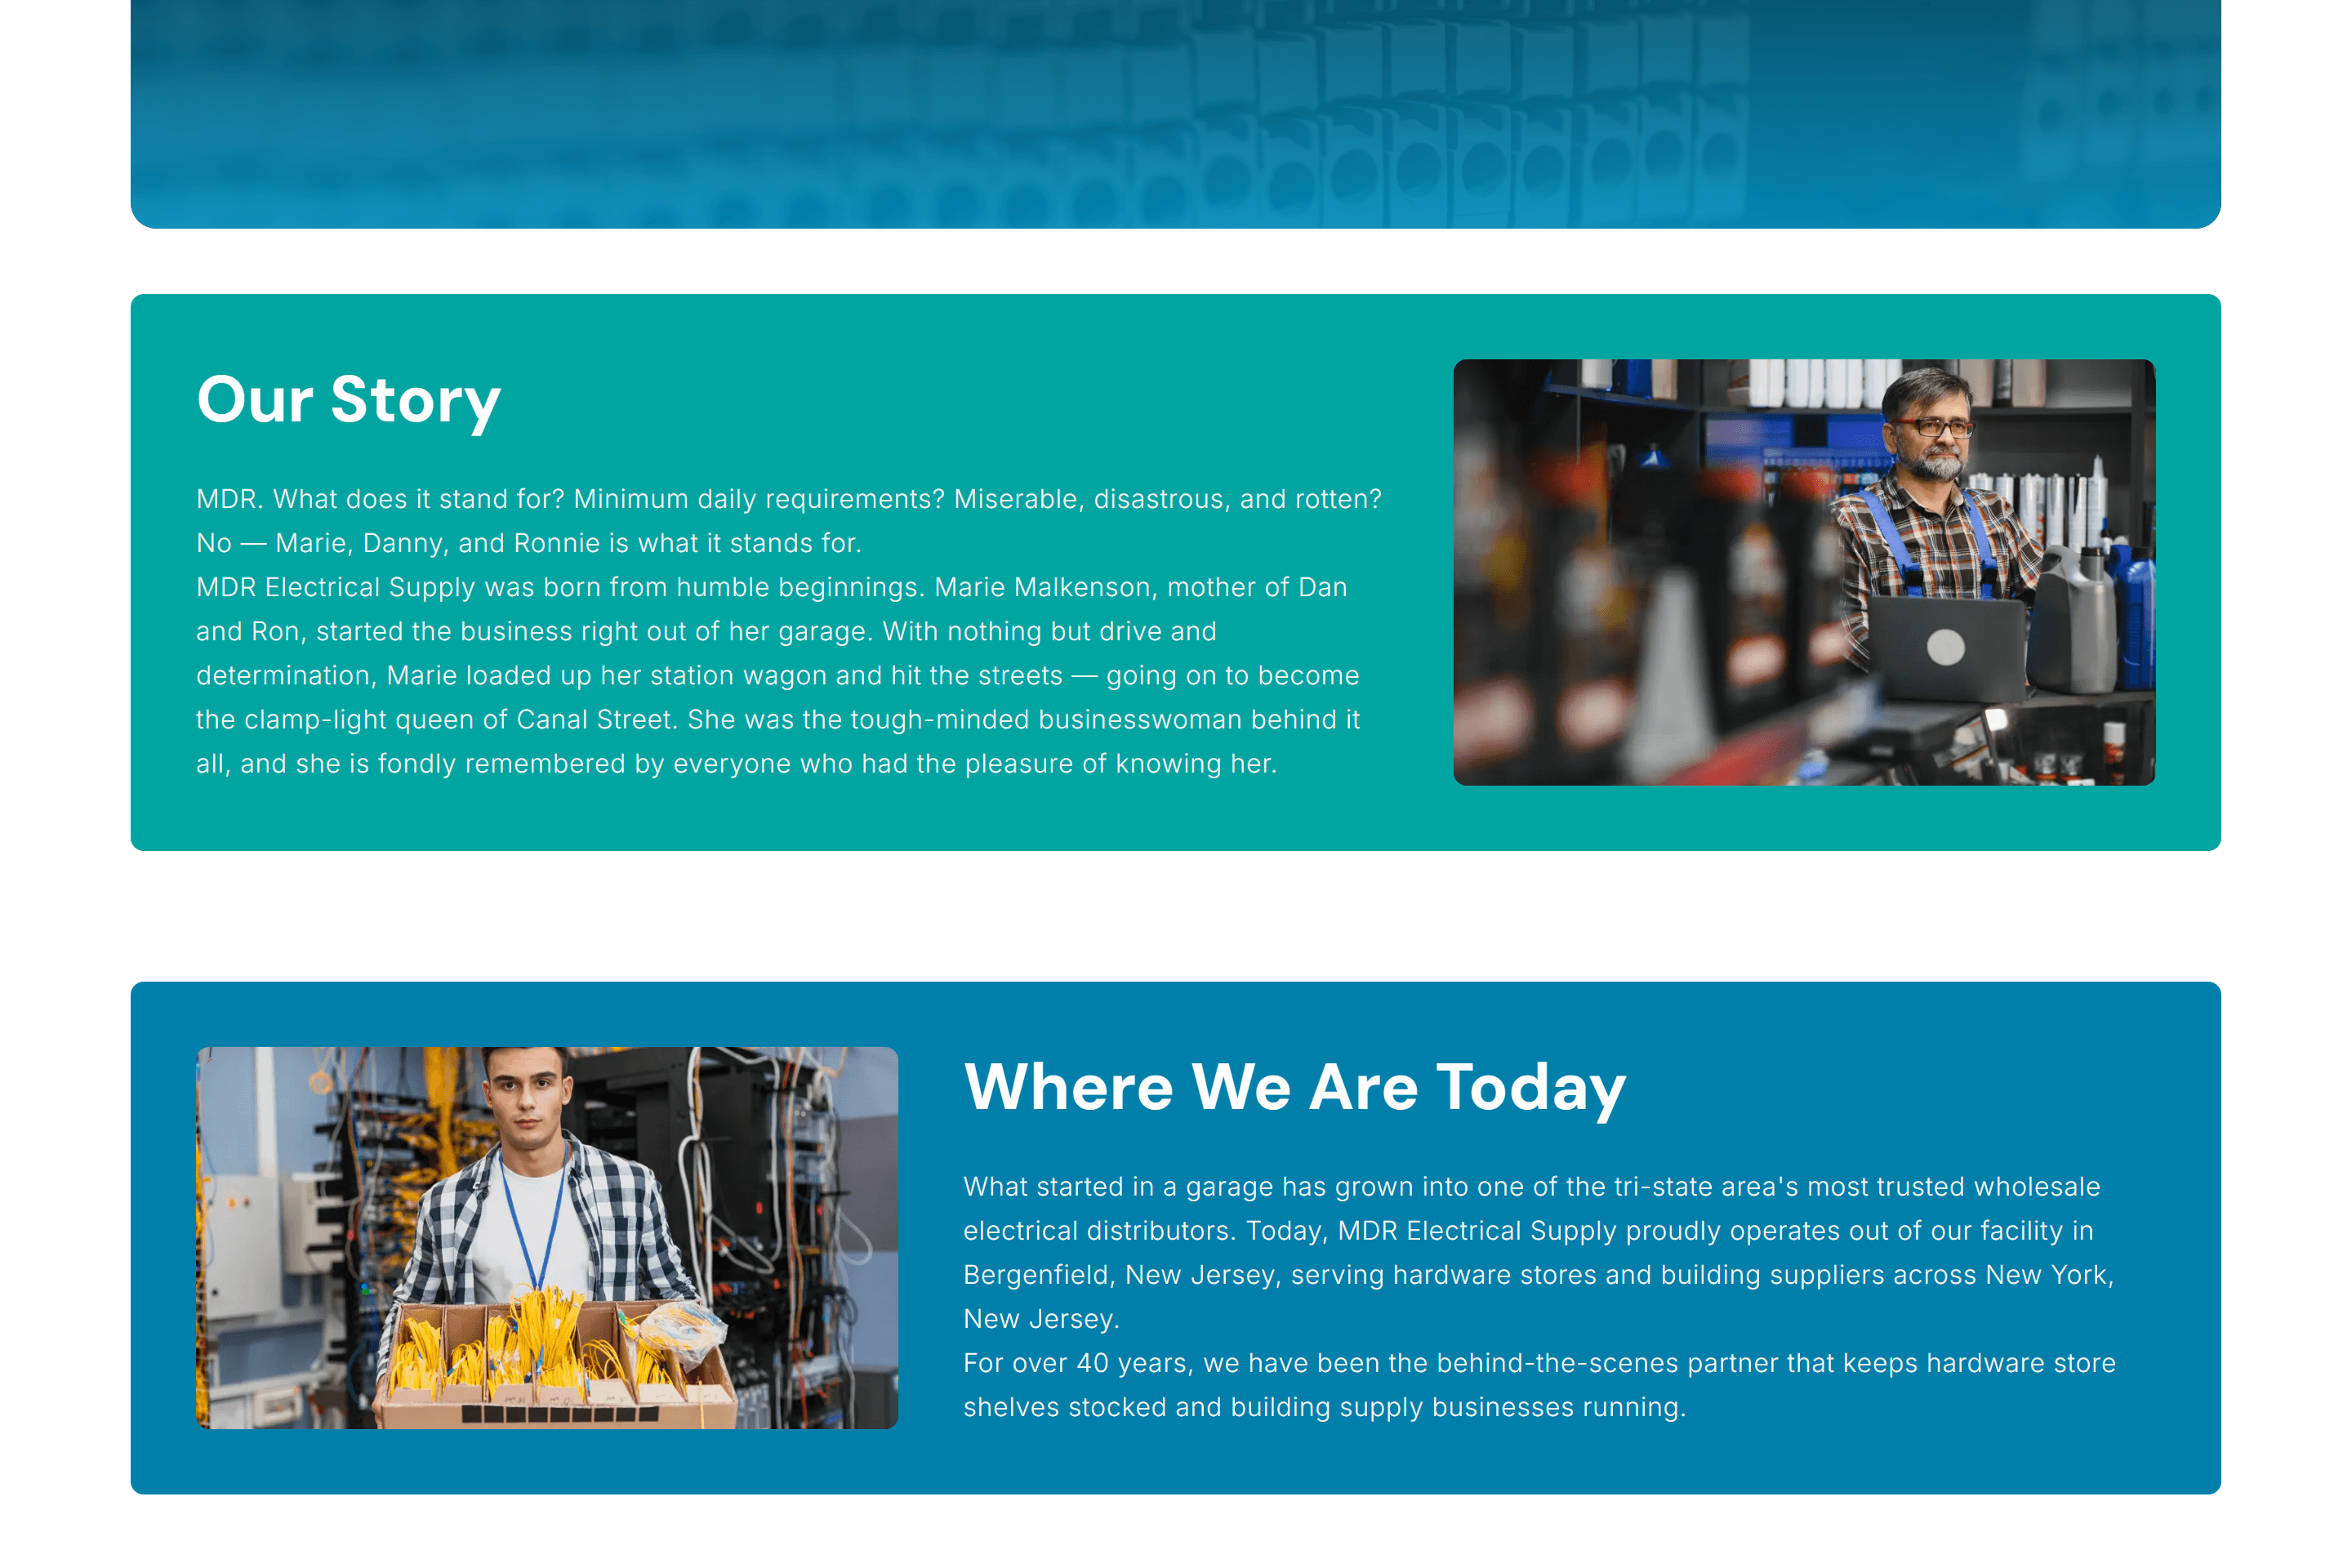 Our Story
MDR. What does it stand for? Minimum daily requirements? Miserable, disastrous, and rotten?
No — Marie, Danny, and Ronnie is what it stands for.
MDR Electrical Supply was born from humble beginnings. Marie Malkenson, mother of Dan
and Ron, started the business right out of her garage. With nothing but drive and
determination, Marie loaded up her station wagon and hit the streets — going on to become
the clamp-light queen of Canal Street. She was the tough-minded businesswoman behind it
all, and she is fondly remembered by everyone who had the pleasure of knowing her.
Where We Are Today
What started in a garage has grown into one of the tri-state area's most trusted wholesale
electrical distributors. Today, MDR Electrical Supply proudly operates out of our facility in
Bergenfield, New Jersey, serving hardware stores and building suppliers across New York,
New Jersey.
For over 40 years, we have been the behind-the-scenes partner that keeps hardware store
shelves stocked and building supply businesses running.